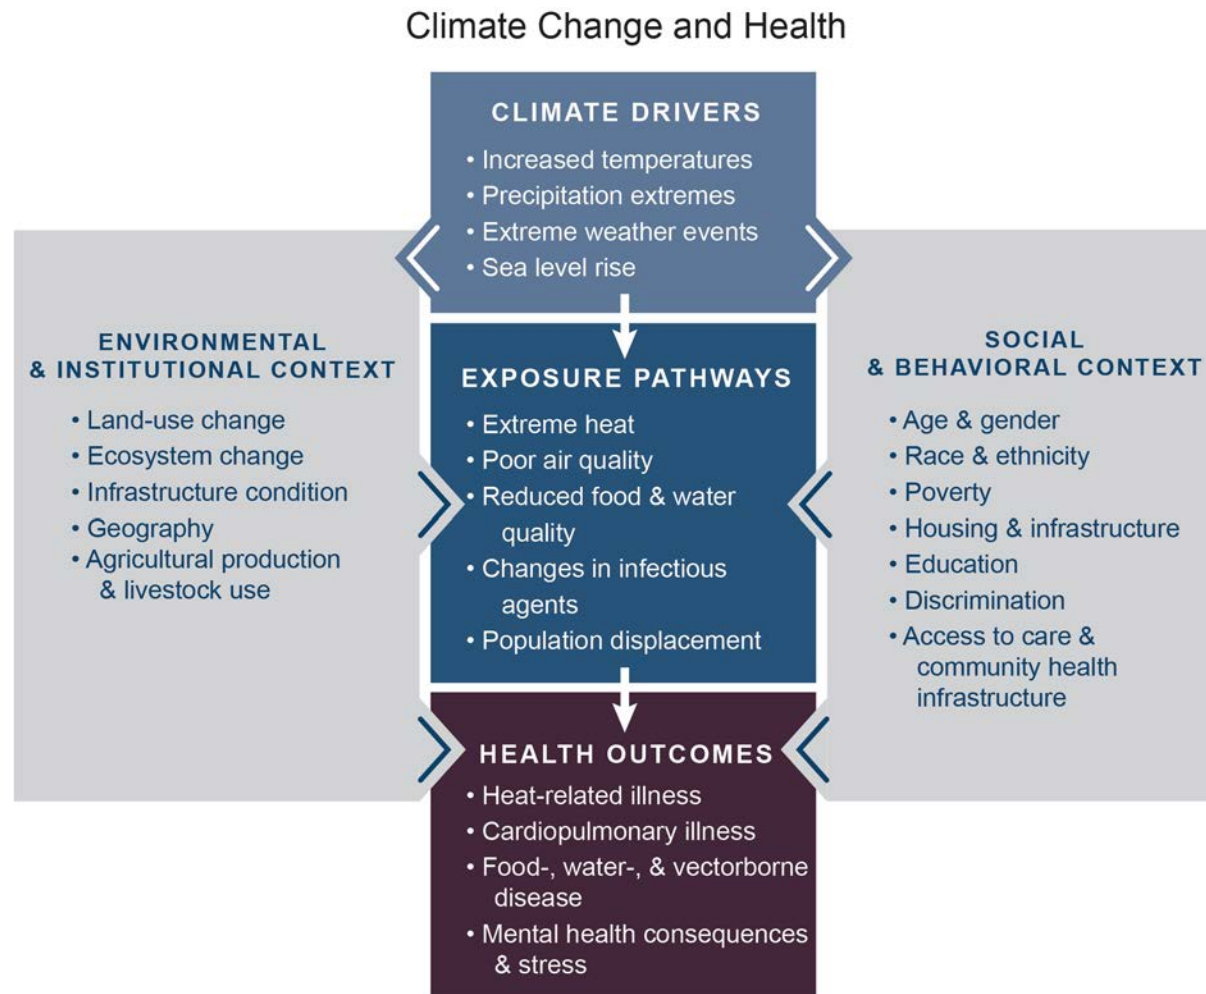 Climate Change and Health
CLIMATE DRIVERS
• Increased temperatures
• Precipitation extremes
• Extreme weather events
• Sea level rise
ENVIRONMENTAL
& INSTITUTIONAL CONTEXT
• Land-use change
• Ecosystem change
• Infrastructure condition
• Geography
• Agricultural production
& livestock use
EXPOSURE PATHWAYS
• Extreme heat
• Poor air quality
• Reduced food & water
quality
• Changes in infectious
agents
• Population displacement
SOCIAL
& BEHAVIORAL CONTEXT
• Age & gender
• Race & ethnicity
• Poverty
• Housing & infrastructure
• Education
• Discrimination
• Access to care &
community health
infrastructure
HEALTH OUTCOMES
• Heat-related illness
• Cardiopulmonary illness
• Food-, water-, & vectorborne
disease
• Mental health consequences
& stress